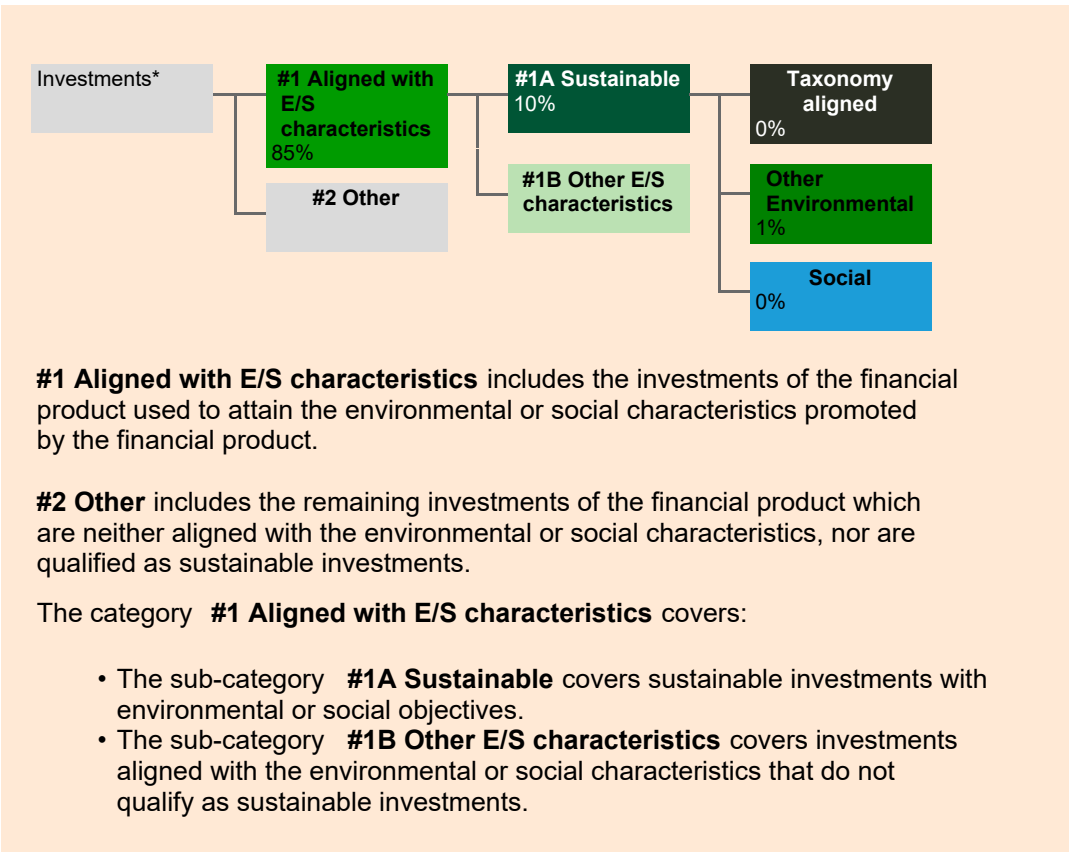 Investments*
#1 Aligned with
E/S
characteristics
85%
#2 Other
#1A Sustainable
10%
#1B Other E/S
characteristics
Taxonomy
aligned
0%
Other
Environmental
1%
Social
0%
#1 Aligned with E/S characteristics includes the investments of the financial
product used to attain the environmental or social characteristics promoted
by the financial product.
#2 Other includes the remaining investments of the financial product which
are neither aligned with the environmental or social characteristics, nor are
qualified as sustainable investments.
The category #1 Aligned with E/S characteristics covers:
• The sub-category #1A Sustainable covers sustainable investments with
environmental or social objectives.
• The sub-category #1B Other E/S characteristics covers investments
aligned with the environmental or social characteristics that do not
qualify as sustainable investments.